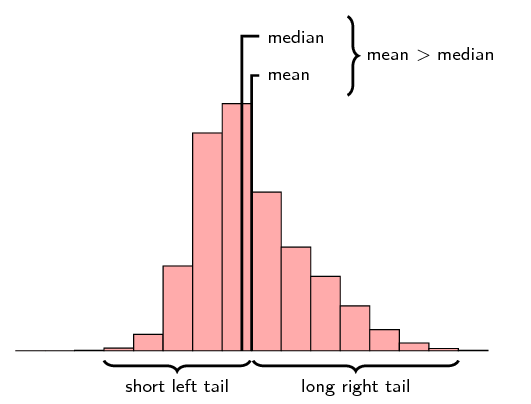 median
mean > median
mean
short left tail
long right tail